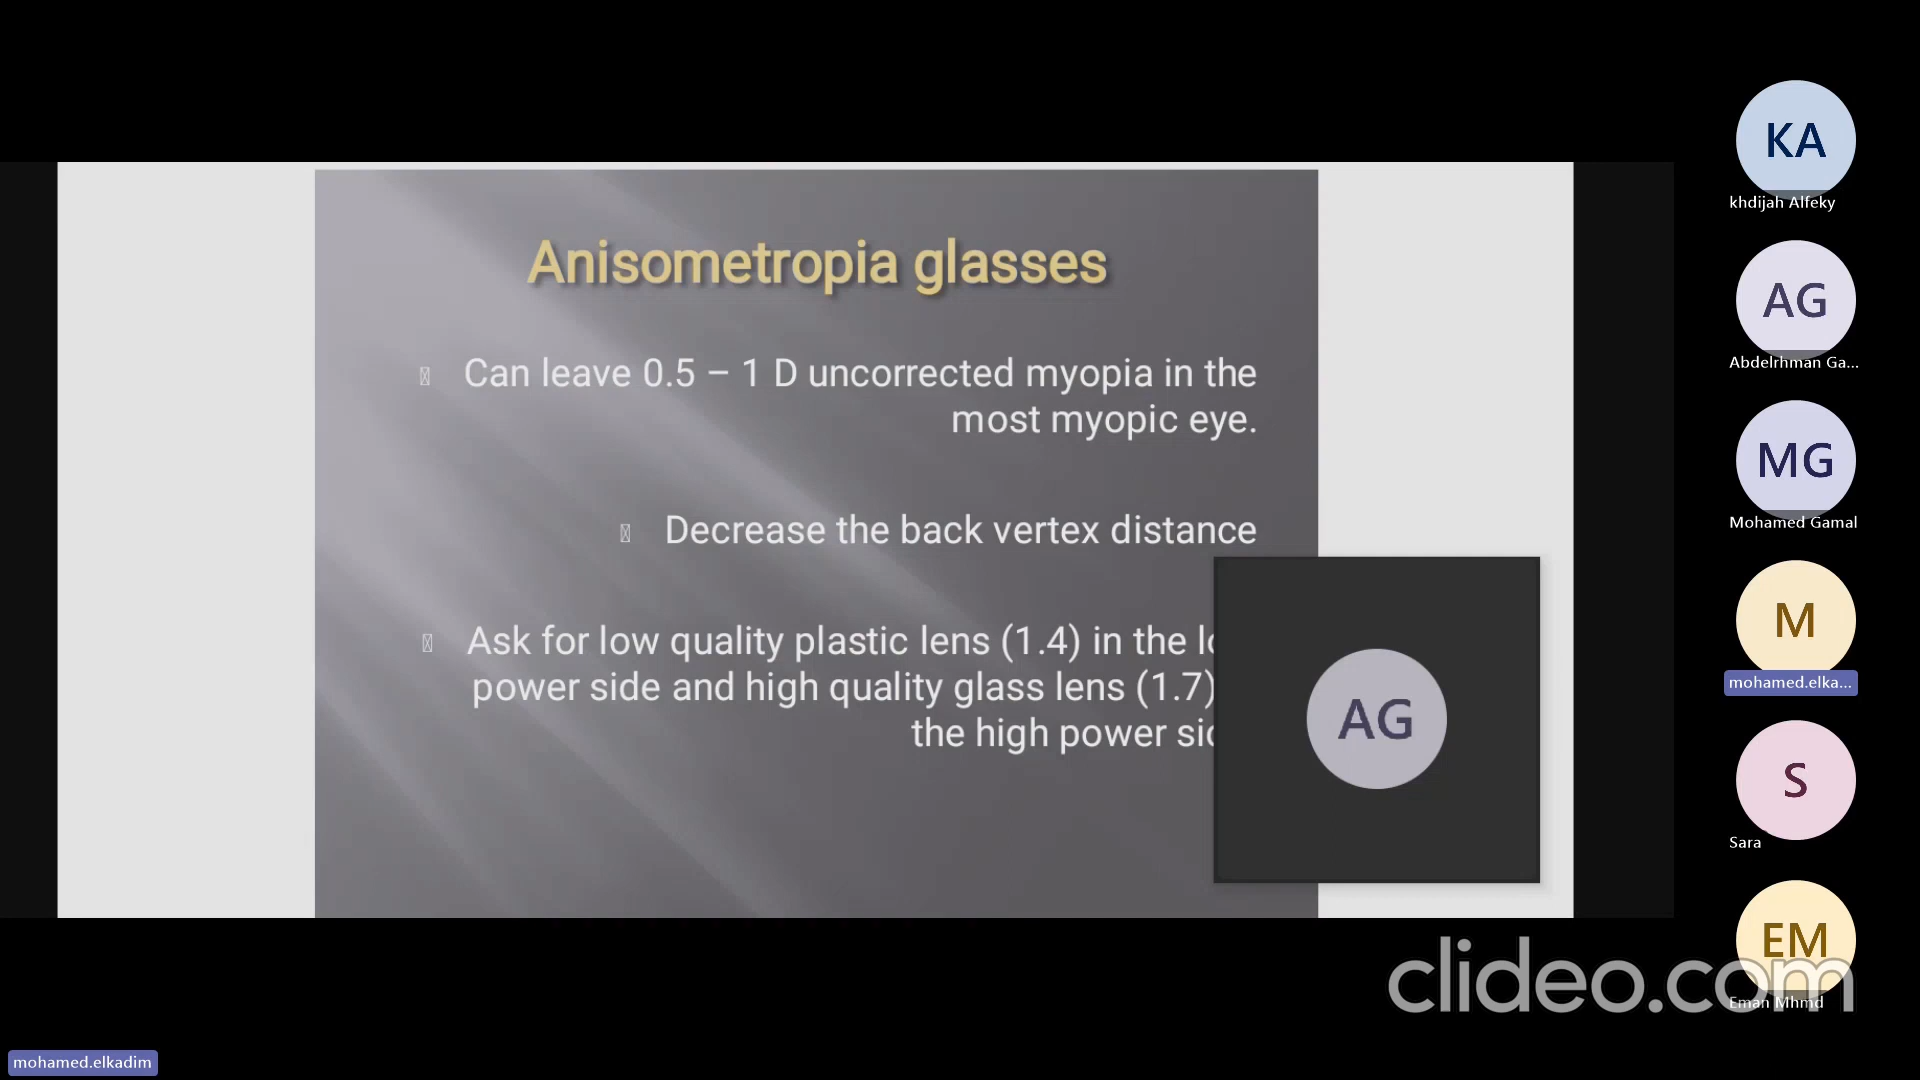 Anisometropia glasses
Can leave 0.5 – 1 D uncorrected myopia in the
most myopic eye.
Decrease the back vertex distance
Ask for low quality plastic lens (1.4) in the
power side and high quality glass lens (1.7)
the high power
AG
KA
khdijah Alfeky
AG
Abdelrhman Ga...
MG
Mohamed Gamal
M
mohamed.elka...
S
Sara
EM
Eman Mhmd
clideo.com
mohamed.elkadim